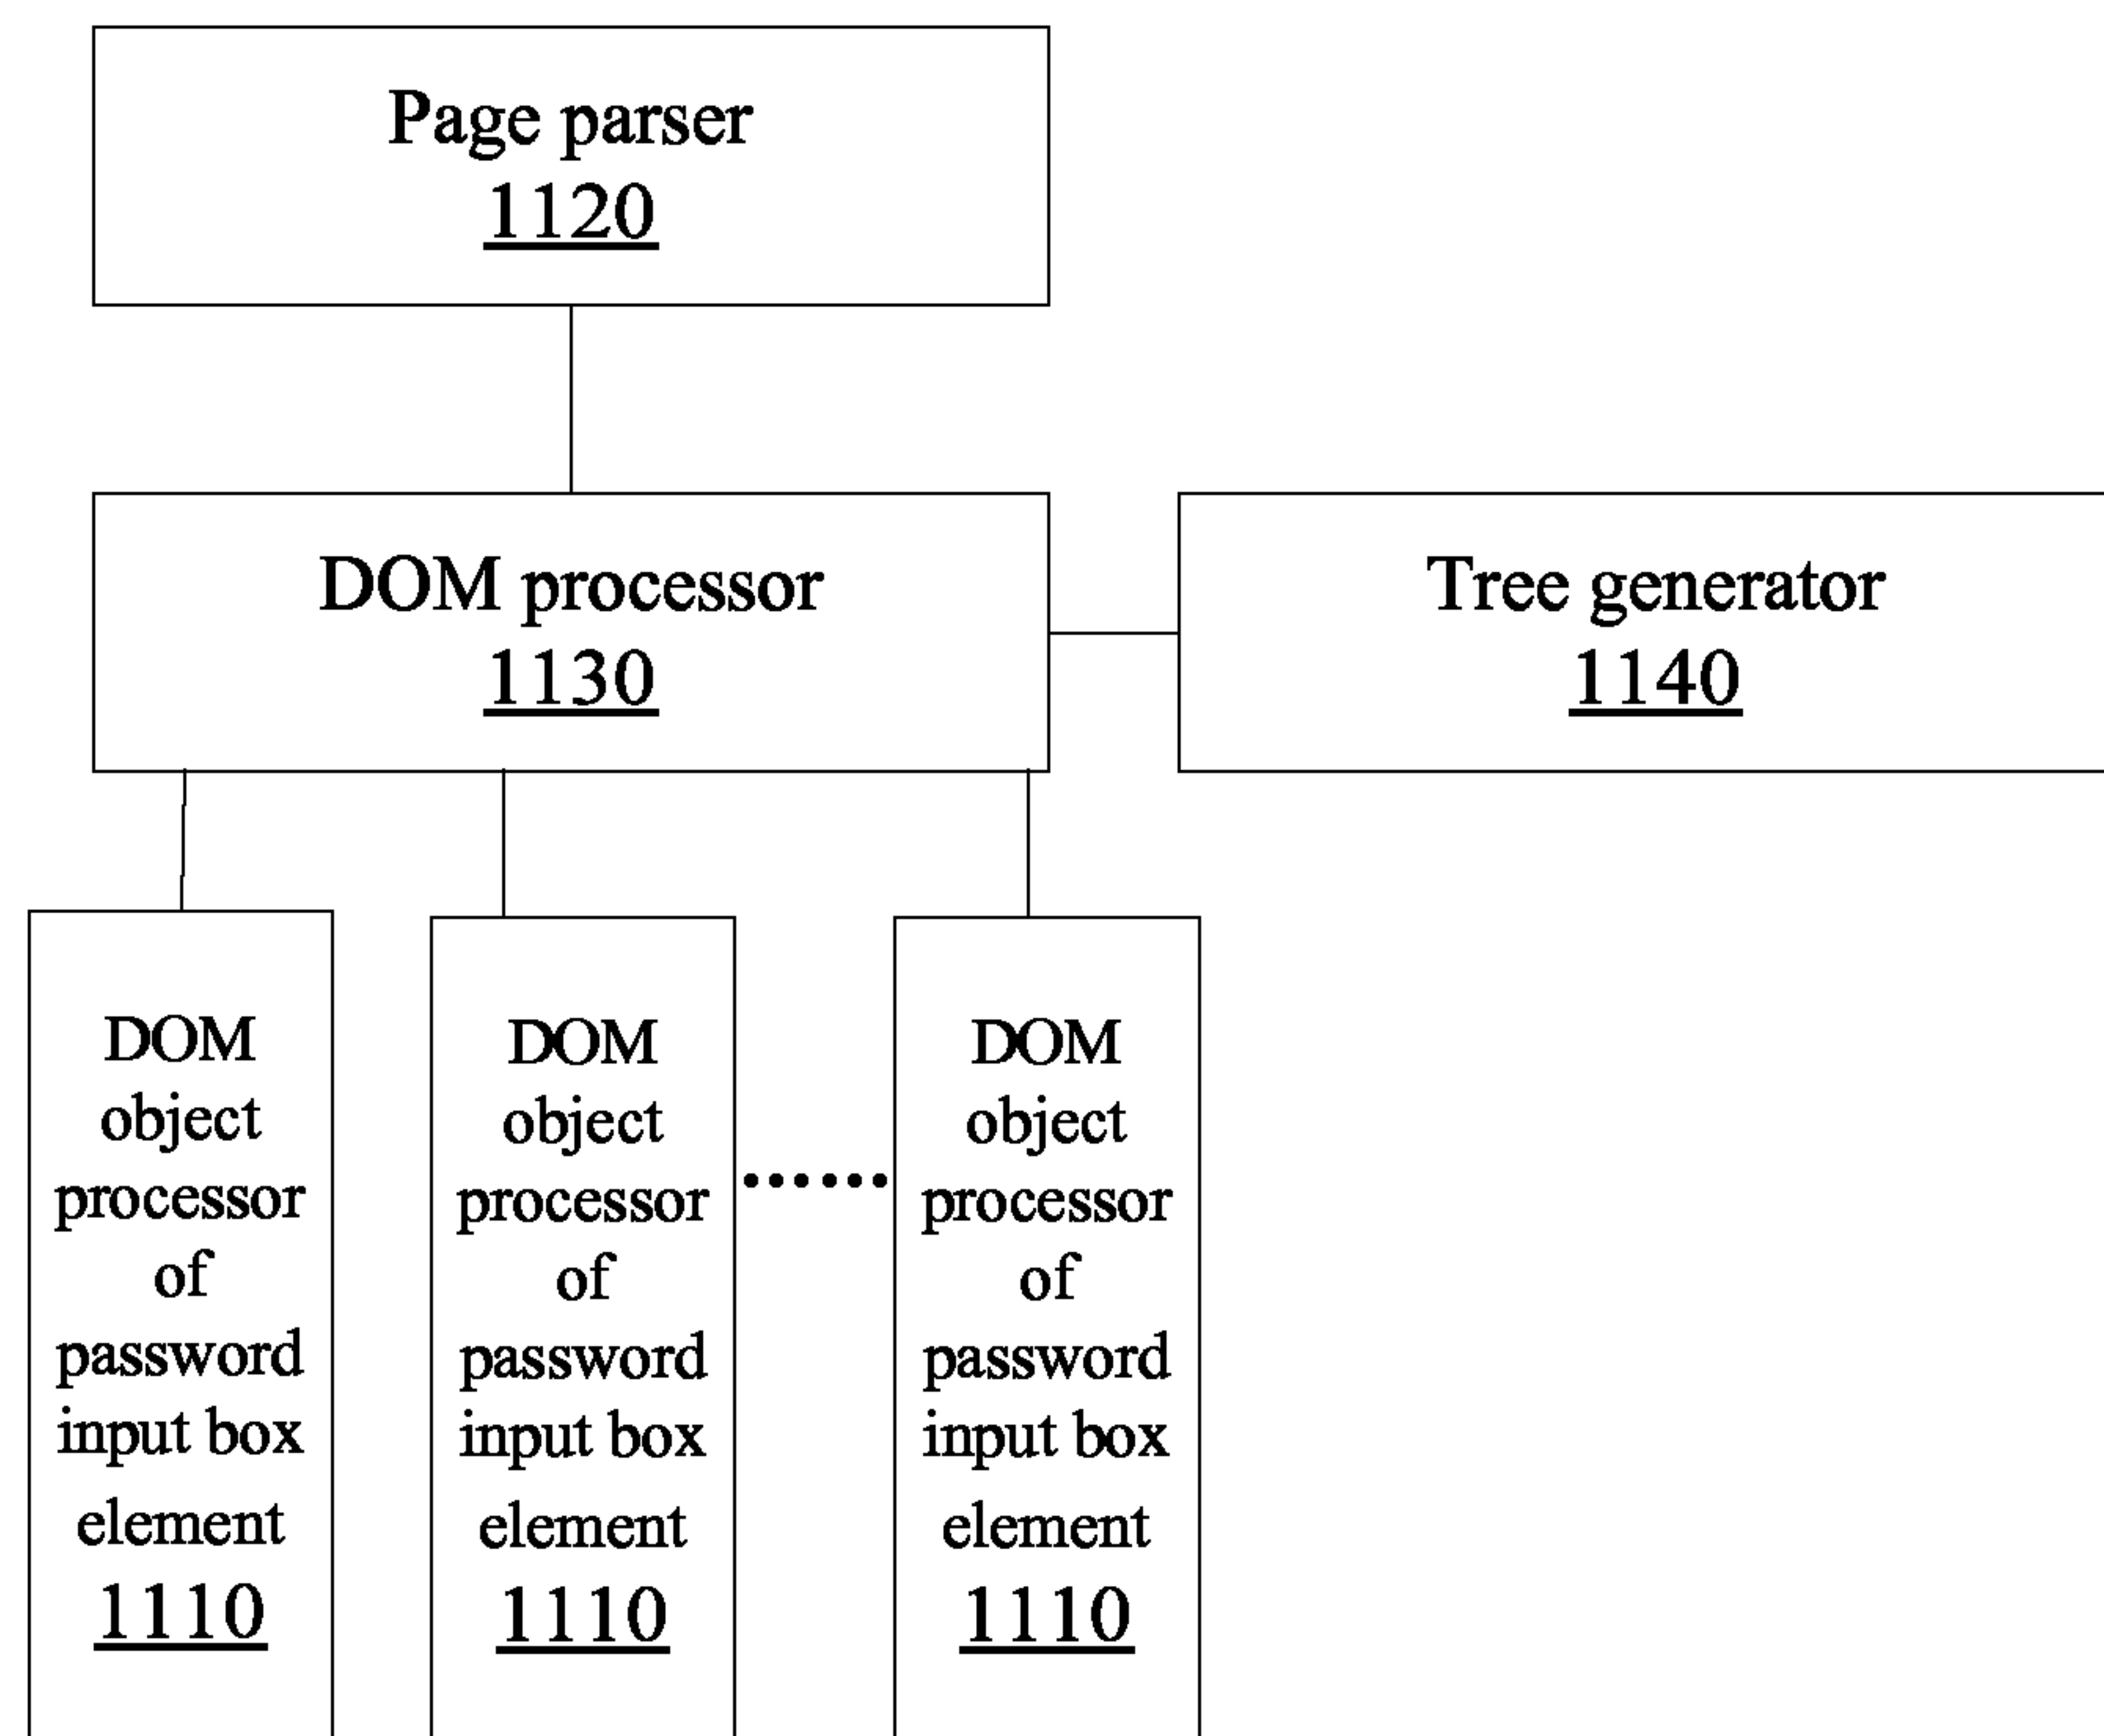 Page parser
1120
DOM processor
1130
Tree generator
1140
DOM
object
processor
of
password
input box
element
1110
DOM
object
processor
of
password
input box
element
1110
......
DOM
object
processor
of
password
input box
element
1110